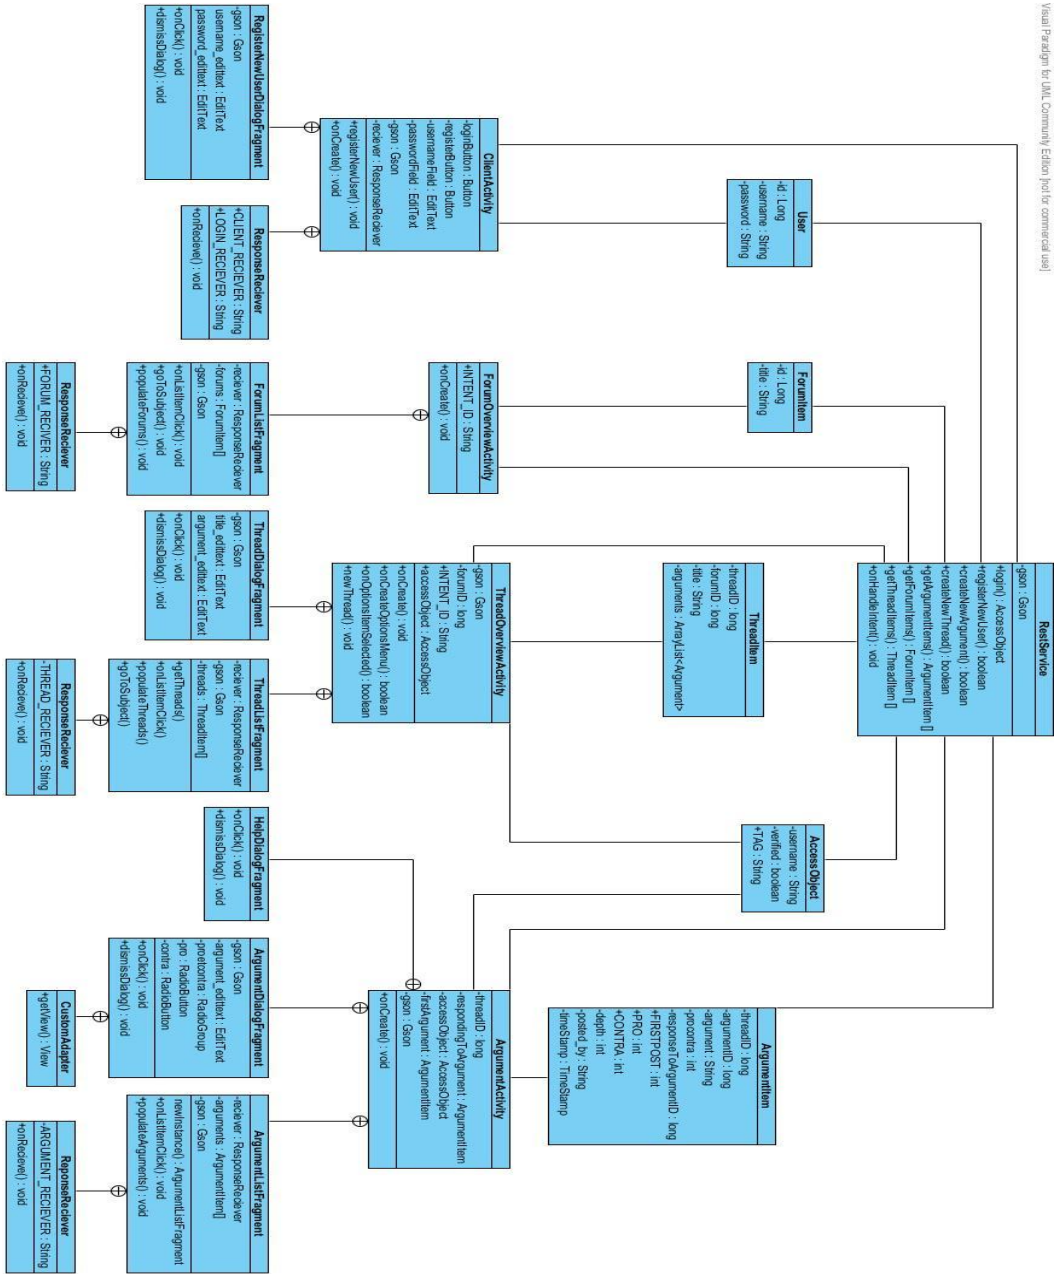 Visual Paradigm for UML Community Edition [not for commercial use]
RestService
-gson : Gson
+login() : AccessObject
+registerNewUser() : boolean
+createNewArgument() : boolean
+createNewThread() : boolean
+getArgumentItems() : ArgumentItem []
+getForumItems() : ForumItem []
+getThreadItems() : ThreadItem []
+onHandleIntent() : void
User
-id : Long
-username : String
-password : String
ForumItem
-id : Long
-title : String
ThreadItem
-threadID : long
-forumID : long
-title : String
-arguments : ArrayList<Argument>
AccessObject
-username : String
-verified : boolean
+TAG : String
ArgumentItem
-threadID : long
-argumentID : long
-argument : String
-procontra : int
-responseToArgumentID : long
+FIRSTPOST : int
+PRO : int
+CONTRA : int
-depth : int
-posted_by : String
-timeStamp : TimeStamp
ClientActivity
-loginButton : Button
-registerButton : Button
-usernameField : EditText
-passwordField : EditText
-gson : Gson
-reciever : ResponseReciever
+registerNewUser() : void
+onCreate() : void
ForumOverviewActivity
+INTENT_ID : String
+onCreate() : void
ThreadOverviewActivity
-gson : Gson
-forumID : long
+INTENT_ID : String
+accessObject : AccessObject
+onCreate() : void
+onCreateOptionsMenu() : boolean
+onOptionsItemSelected() : boolean
+newThread() : void
ArgumentActivity
-threadID : long
-respondingToArgument : ArgumentItem
-accessObject : AccessObject
-firstArgument : ArgumentItem
-gson : Gson
+onCreate() : void
RegisterNewUserDialogFragment
-gson : Gson
username_edittext : EditText
password_edittext : EditText
+onClick() : void
+dismissDialog() : void
ResponseReciever
+CLIENT_RECIEVER : String
+LOGIN_RECIEVER : String
+onRecieve() : void
ForumListFragment
-reciever : ResponseReciever
-forums : ForumItem[]
-gson : Gson
+onListItemClick() : void
+goToSubject() : void
+populateForums() : void
ThreadDialogFragment
-gson : Gson
title_edittext : EditText
argument_edittext : EditText
+onClick() : void
+dismissDialog() : void
ThreadListFragment
-reciever : ResponseReciever
-gson : Gson
-threads : ThreadItem[]
+getThreads()
+onListItemClick()
+populateThreads()
+goToSubject()
HelpDialogFragment
+onClick() : void
+dismissDialog() : void
ArgumentDialogFragment
-gson : Gson
-argument_edittext : EditText
-proetcontra : RadioGroup
-pro : RadioButton
-contra : RadioButton
+onClick() : void
+dismissDialog() : void
ArgumentListFragment
-reciever : ResponseReciever
-arguments : ArgumentItem[]
-gson : Gson
newInstance() : ArgumentListFragment
+onListItemClick() : void
+populateArguments() : void
ResponseReciever
+FORUM_RECIVER : String
+onRecieve() : void
ResponseReciever
-THREAD_RECIEVER : String
+onRecieve() : void
CustomAdapter
+getView() : View
ReponseReciever
-ARGUMENT_RECIEVER : String
+onRecieve() : void